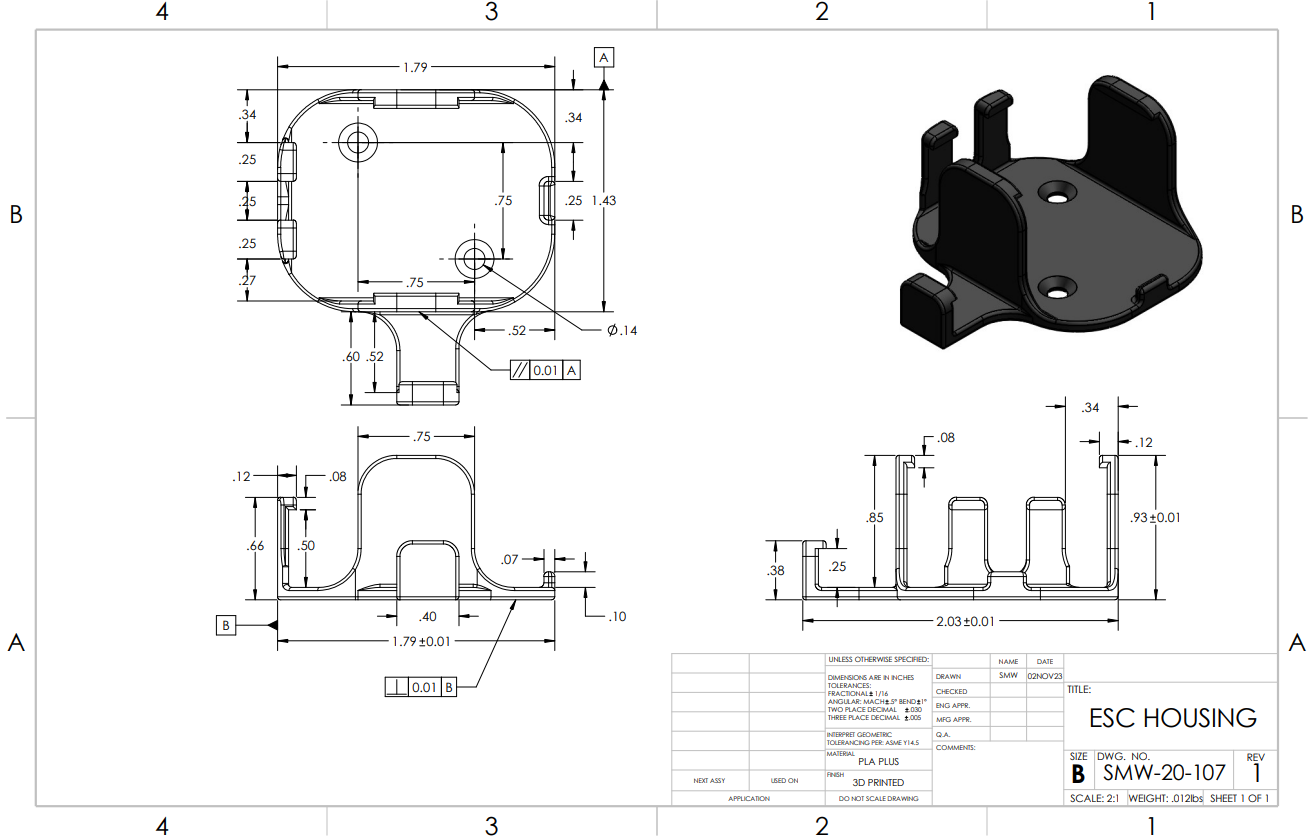 4 3 2 1
B B
A A
4 3 2 1
1.79
A
.34
.25
.25
.25
.27
.34
.25
1.43
.75
.75
.52
⌀.14
.60 .52
// 0.01 A
.75
.12
.08
.66
.50
.07
.10
.40
B
1.79±0.01
⊥ 0.01 B
.34
.08
.12
.85
.93±0.01
.38
.25
2.03±0.01
UNLESS OTHERWISE SPECIFIED:
DIMENSIONS ARE IN INCHES
TOLERANCES:
FRACTIONAL± 1/16
ANGULAR: MACH±.5° BEND±1°
TWO PLACE DECIMAL ±.030
THREE PLACE DECIMAL ±.005
INTERPRET GEOMETRIC
TOLERANCING PER: ASME Y14.5
MATERIAL
PLA PLUS
FINISH
3D PRINTED
DO NOT SCALE DRAWING
NEXT ASSY USED ON
APPLICATION
NAME DATE
DRAWN SMW 02NOV23
CHECKED
ENG APPR.
MFG APPR.
Q.A.
COMMENTS:
TITLE:
ESC HOUSING
SIZE DWG. NO. REV
B SMW-20-107 1
SCALE: 2:1 WEIGHT: .012lbs SHEET 1 OF 1